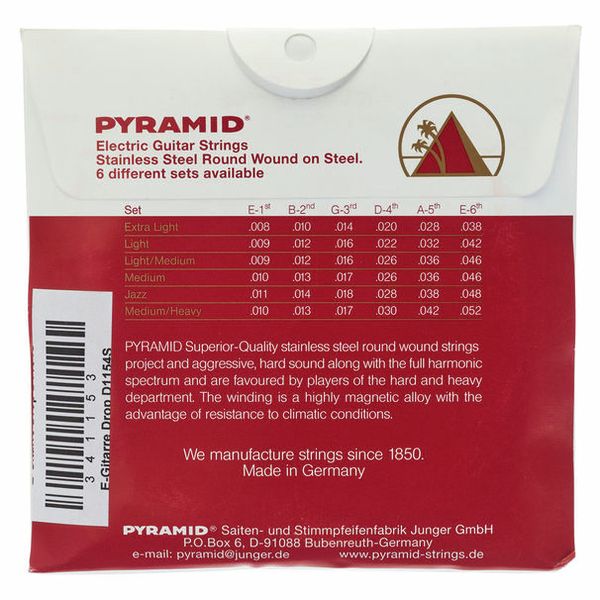 PYRAMID®
Electric Guitar Strings
Stainless Steel Round Wound on Steel.
6 different sets available
Set E-1st B-2nd G-3rd D-4th A-5th E-6th
Extra Light .008 .010 .014 .020 .028 .038
Light .009 .012 .016 .022 .032 .042
Light/Medium .009 .012 .016 .026 .036 .046
Medium .010 .013 .017 .026 .036 .046
Jazz .011 .014 .018 .028 .038 .048
Medium/Heavy .010 .013 .017 .030 .042 .052
PYRAMID Superior-Quality stainless steel round wound strings
project and aggressive, hard sound along with the full harmonic
spectrum and are favoured by players of the hard and heavy
department. The winding is a highly magnetic alloy with the
advantage of resistance to climatic conditions.
We manufacture strings since 1850.
Made in Germany
341153
E-Gitarre Drop D1154S
PYRAMID® Saiten- und Stimmpfeifenfabrik Junger GmbH
P.O.Box 6, D-91088 Bubenreuth-Germany
e-mail: pyramid@junger.de www.pyramid-strings.de